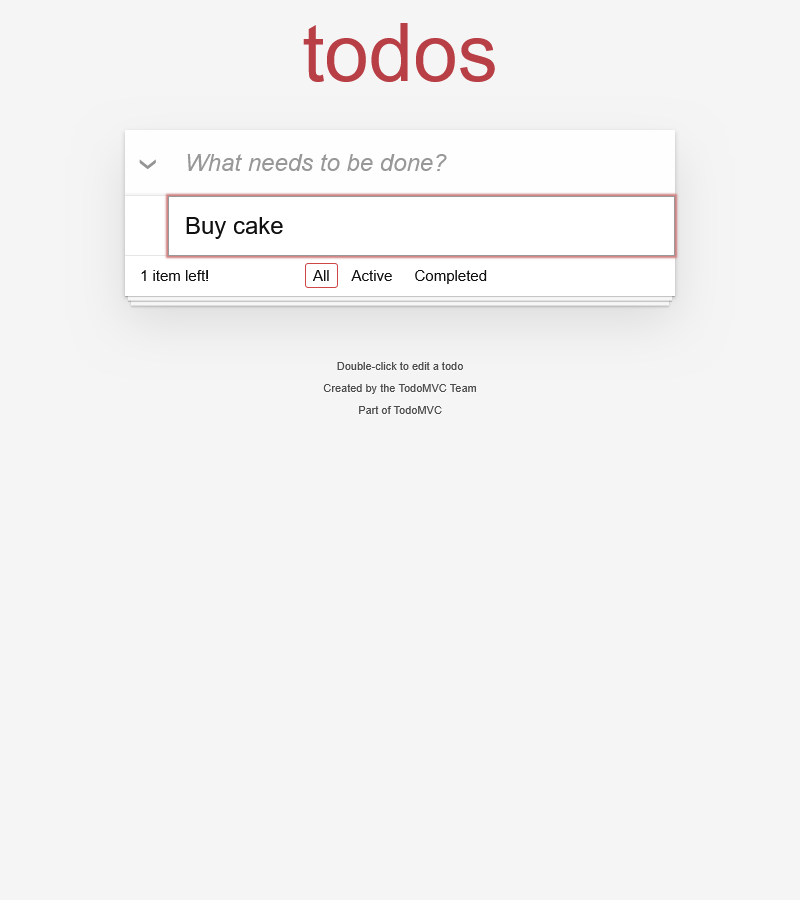 todos
What needs to be done?
Buy cake
1 item left! All Active Completed
Double-click to edit a todo
Created by the TodoMVC Team
Part of TodoMVC